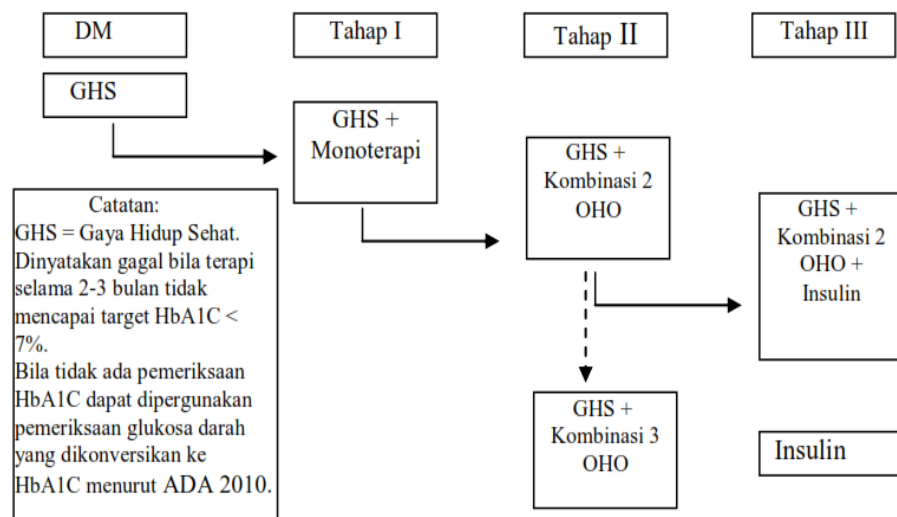 DM
Tahap I
Tahap II
Tahap III
GHS
GHS +
Monoterapi
GHS +
Kombinasi 2
OHO
GHS +
Kombinasi 2
OHO +
Insulin
Catatan:
GHS = Gaya Hidup Sehat.
Dinyatakan gagal bila terapi
selama 2-3 bulan tidak
mencapai target HbA1C <
7%.
Bila tidak ada pemeriksaan
HbA1C dapat dipergunakan
pemeriksaan glukosa darah
yang dikonversikan ke
HbA1C menurut ADA 2010.
GHS +
Kombinasi 3
OHO
Insulin